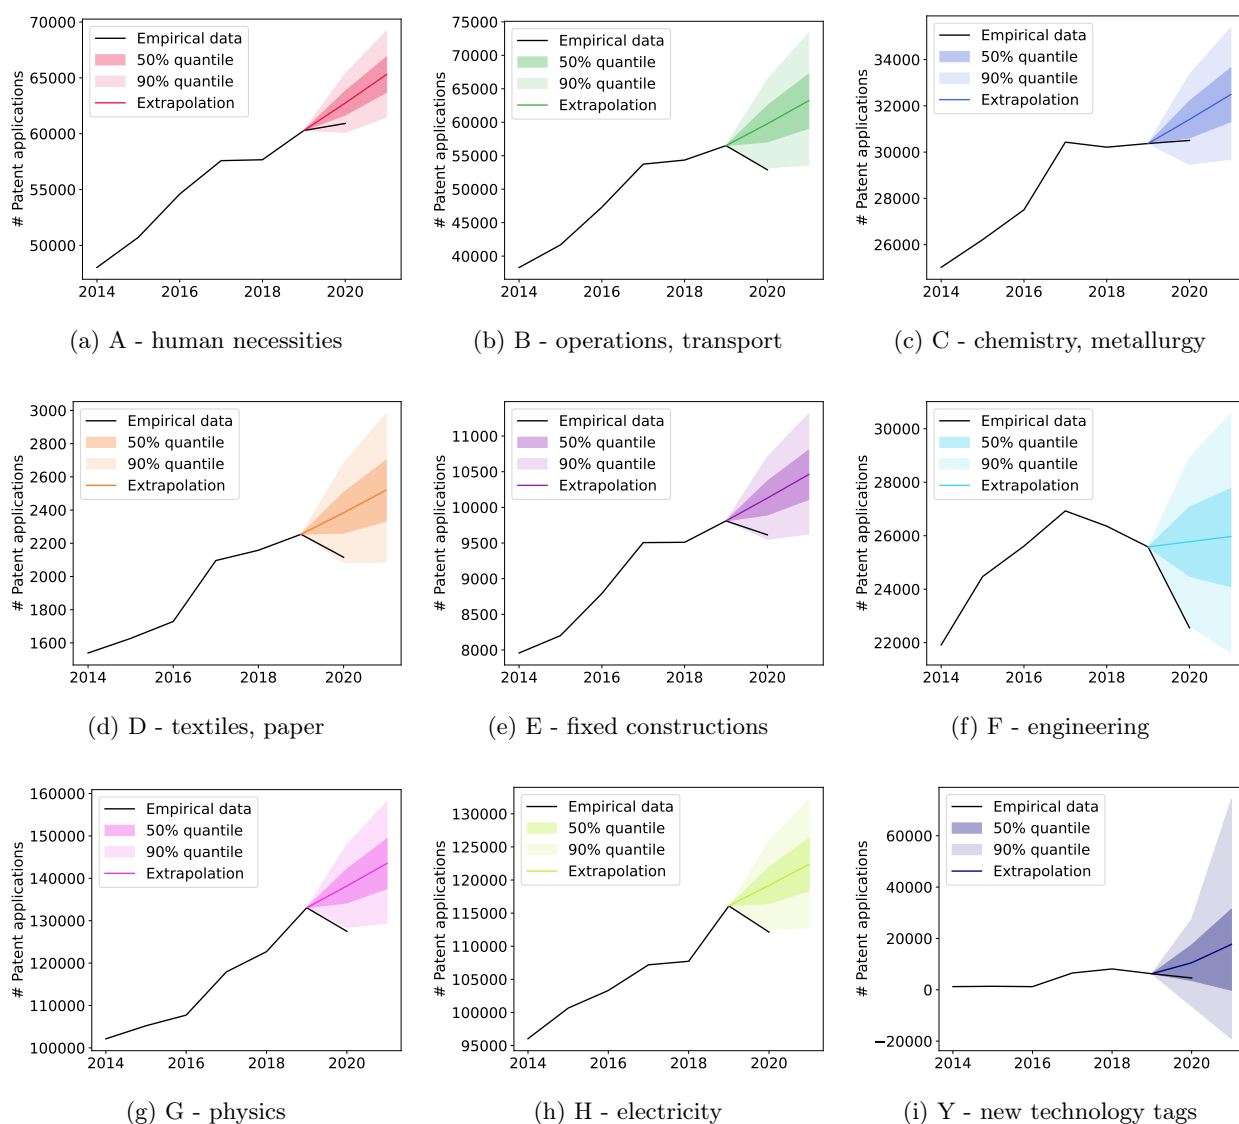 70000
65000
60000
55000
50000
# Patent applications
Empirical data
50% quantile
90% quantile
Extrapolation
2014 2016 2018 2020
(a) A - human necessities
75000
70000
65000
60000
55000
50000
45000
40000
# Patent applications
Empirical data
50% quantile
90% quantile
Extrapolation
2014 2016 2018 2020
(b) B - operations, transport
34000
32000
30000
28000
26000
# Patent applications
Empirical data
50% quantile
90% quantile
Extrapolation
2014 2016 2018 2020
(c) C - chemistry, metallurgy
3000
2800
2600
2400
2200
2000
1800
1600
# Patent applications
Empirical data
50% quantile
90% quantile
Extrapolation
2014 2016 2018 2020
(d) D - textiles, paper
11000
10500
10000
9500
9000
8500
8000
# Patent applications
Empirical data
50% quantile
90% quantile
Extrapolation
2014 2016 2018 2020
(e) E - fixed constructions
30000
28000
26000
24000
22000
# Patent applications
Empirical data
50% quantile
90% quantile
Extrapolation
2014 2016 2018 2020
(f) F - engineering
160000
150000
140000
130000
120000
110000
100000
# Patent applications
Empirical data
50% quantile
90% quantile
Extrapolation
2014 2016 2018 2020
(g) G - physics
130000
125000
120000
115000
110000
105000
100000
95000
# Patent applications
Empirical data
50% quantile
90% quantile
Extrapolation
2014 2016 2018 2020
(h) H - electricity
60000
40000
20000
0
−20000
# Patent applications
Empirical data
50% quantile
90% quantile
Extrapolation
2014 2016 2018 2020
(i) Y - new technology tags